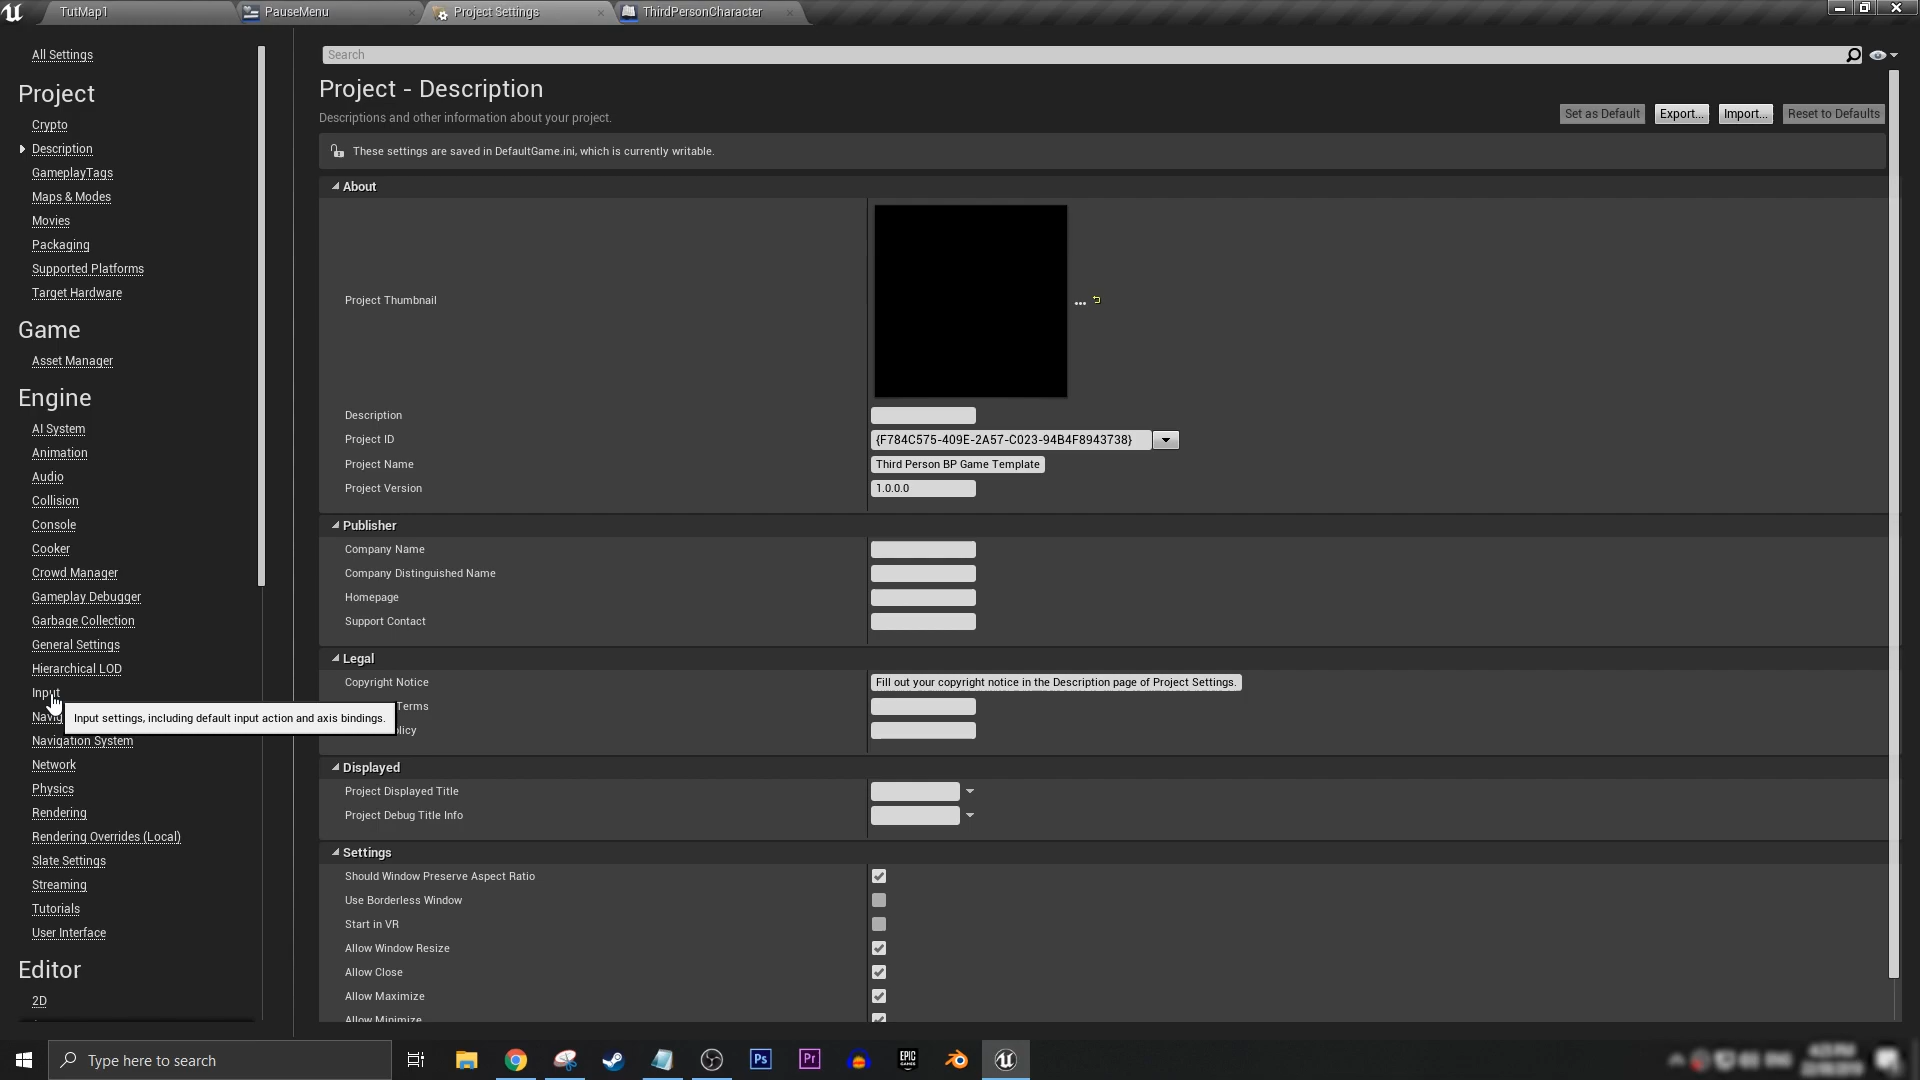 TutMap1
PauseMenu
Project Settings
ThirdPersonCharacter
All Settings
Project
Crypto
Description
GameplayTags
Maps & Modes
Movies
Packaging
Supported Platforms
Target Hardware
Game
Asset Manager
Engine
AI System
Animation
Audio
Collision
Console
Cooker
Crowd Manager
Gameplay Debugger
Garbage Collection
General Settings
Hierarchical LOD
Input
Navig
Input settings, including default input action and axis bindings.
Navigation System
Network
Physics
Rendering
Rendering Overrides (Local)
Slate Settings
Streaming
Tutorials
User Interface
Editor
2D
Search
Project - Description
Descriptions and other information about your project.
Set as Default
Export...
Import...
Reset to Defaults
These settings are saved in DefaultGame.ini, which is currently writable.
About
Project Thumbnail
Description
Project ID
{F784C575-409E-2A57-C023-94B4F8943738}
Project Name
Third Person BP Game Template
Project Version
1.0.0.0
Publisher
Company Name
Company Distinguished Name
Homepage
Support Contact
Legal
Copyright Notice
Fill out your copyright notice in the Description page of Project Settings.
Terms
licy
Displayed
Project Displayed Title
Project Debug Title Info
Settings
Should Window Preserve Aspect Ratio
Use Borderless Window
Start in VR
Allow Window Resize
Allow Close
Allow Maximize
Allow Minimize
Type here to search
Ps
Pr
EPIC
GAMES